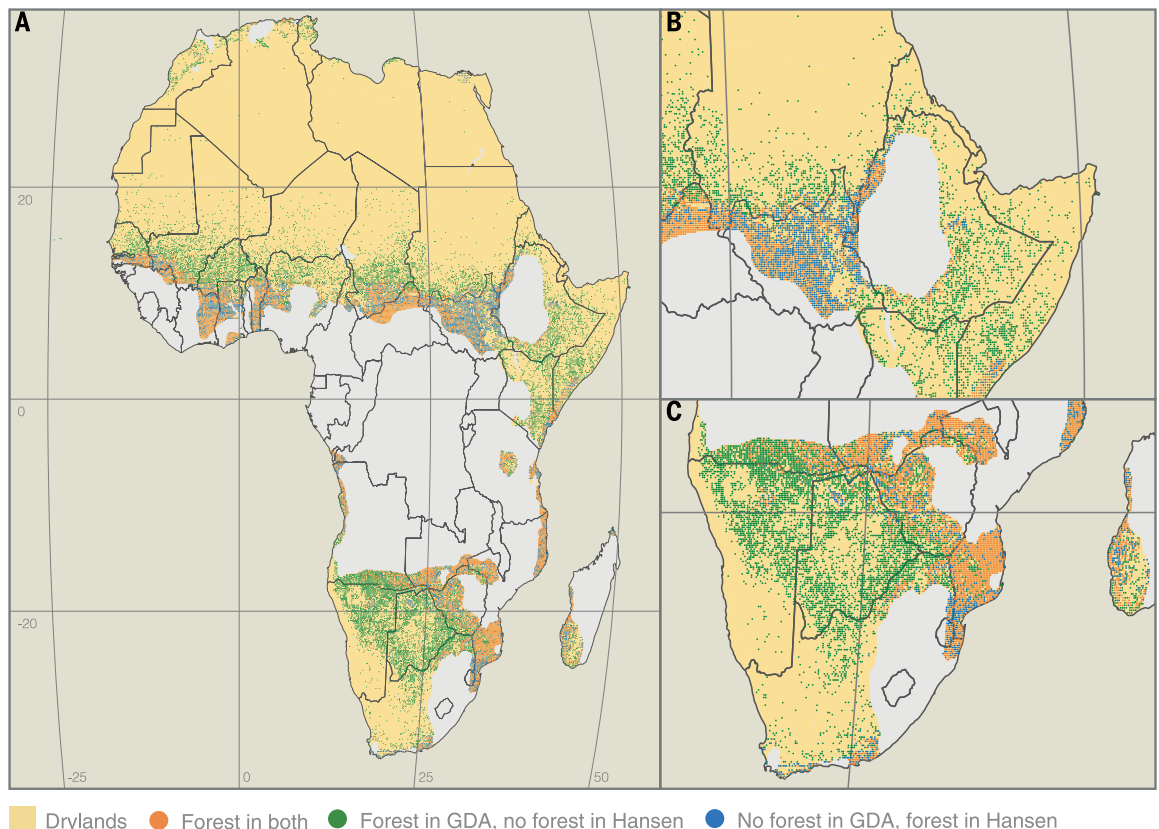 A
B
20
0
-20
-25
0
25
50
C
Drylands
Forest in both
Forest in GDA, no forest in Hansen
No forest in GDA, forest in Hansen